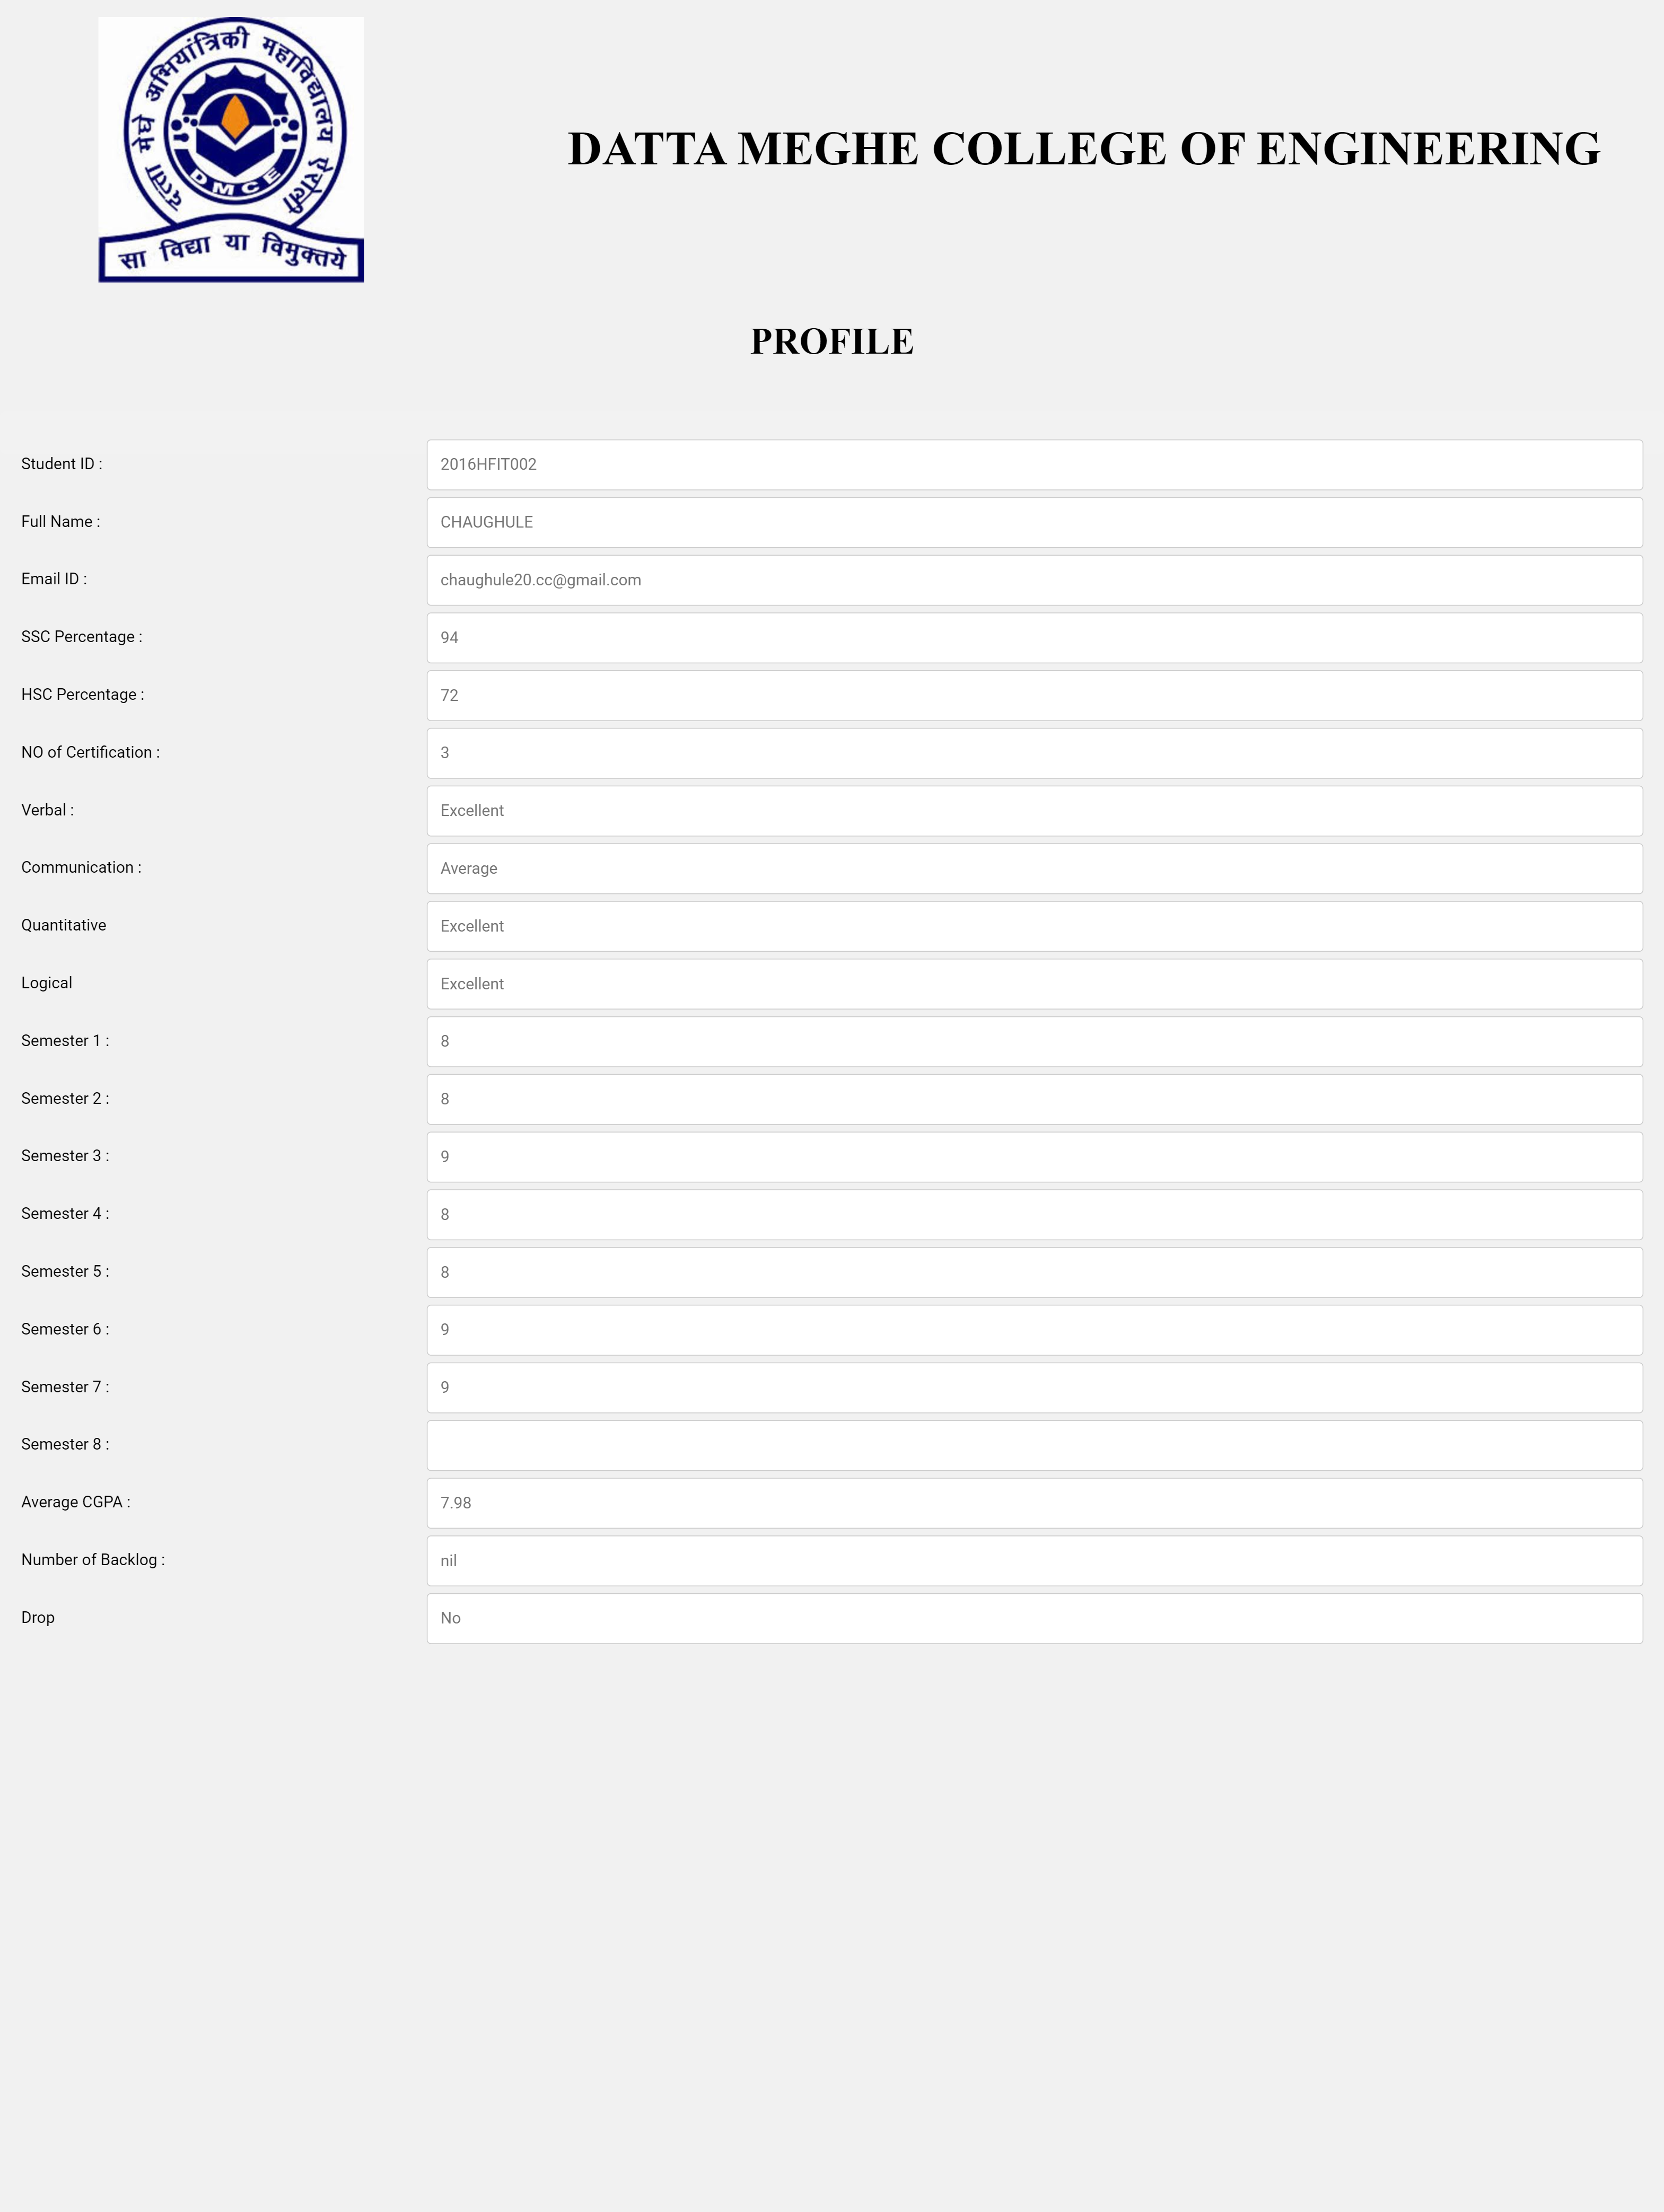 दत्ता मेघे अभियांत्रिकी महाविद्यालय ऐरोली
DMCE
सा विद्या या विमुक्तये
DATTA MEGHE COLLEGE OF ENGINEERING
PROFILE
Student ID : 2016HFIT002
Full Name : CHAUGHULE
Email ID : chaughule20.cc@gmail.com
SSC Percentage : 94
HSC Percentage : 72
NO of Certification : 3
Verbal : Excellent
Communication : Average
Quantitative Excellent
Logical Excellent
Semester 1 : 8
Semester 2 : 8
Semester 3 : 9
Semester 4 : 8
Semester 5 : 8
Semester 6 : 9
Semester 7 : 9
Semester 8 :
Average CGPA : 7.98
Number of Backlog : nil
Drop No